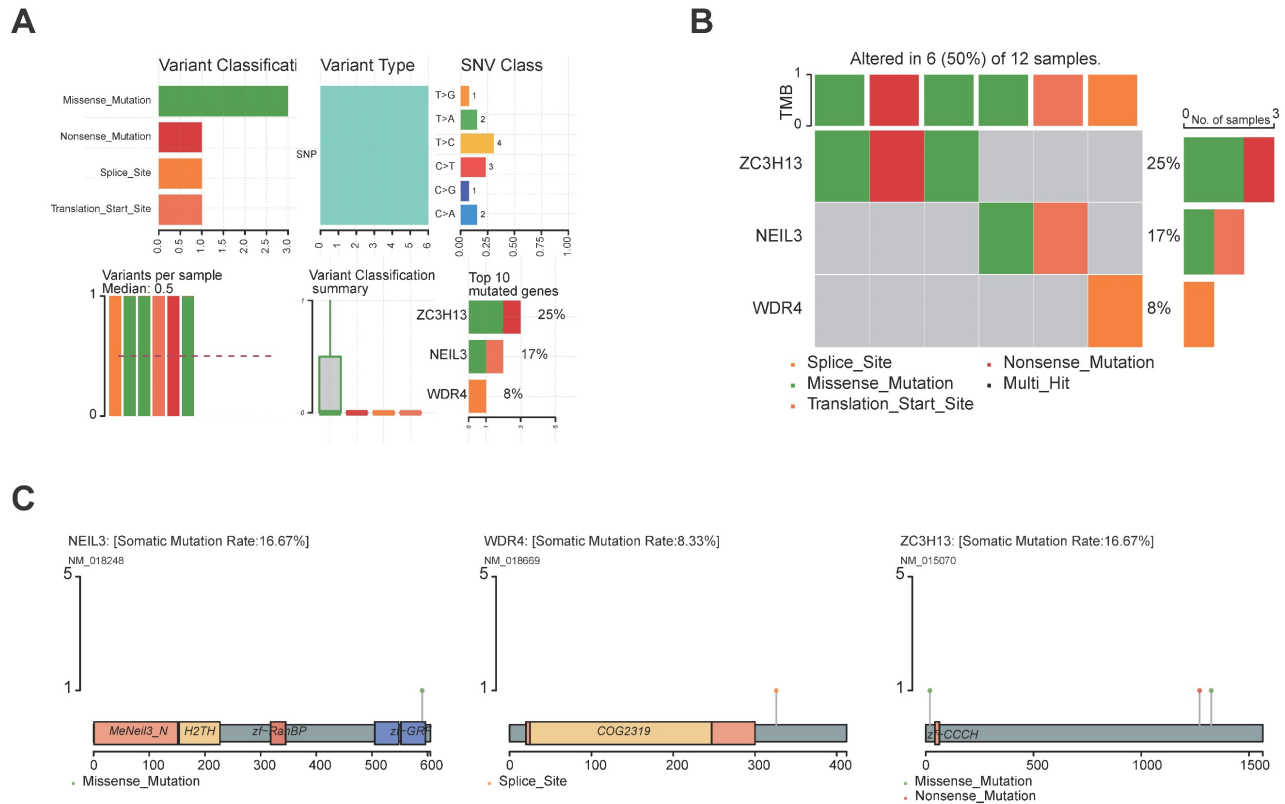 A
Variant Classificati
Missense_Mutation
Nonsense_Mutation
Splice_Site
Translation_Start_Site
0.0 0.5 1.0 1.5 2.0 2.5 3.0
Variant Type
SNP
0 1 2 3 4 5 6
SNV Class
T>G 1
T>A 2
T>C 4
C>T 3
C>G 1
C>A 2
0.00 0.25 0.50 0.75 1.00
Variants per sample
Median: 0.5
1
0
Variant Classification
summary
1
0
Top 10
mutated genes
ZC3H13 25%
NEIL3 17%
WDR4 8%
0 1 3 5
B
Altered in 6 (50%) of 12 samples.
TMB
1
0
0 3
No. of samples
ZC3H13 25%
NEIL3 17%
WDR4 8%
Splice_Site
Missense_Mutation
Translation_Start_Site
Nonsense_Mutation
Multi_Hit
C
NEIL3: [Somatic Mutation Rate:16.67%]
NM_018248
5
1
MeNeil3_N H2TH zf-RanBP
0 100 200 300 400 500 600
Missense_Mutation
WDR4: [Somatic Mutation Rate:8.33%]
NM_018669
5
1
COG2319
0 100 200 300 400
Splice_Site
ZC3H13: [Somatic Mutation Rate:16.67%]
NM_015070
5
1
zf-CCCH
0 500 1000 1500
Missense_Mutation
Nonsense_Mutation